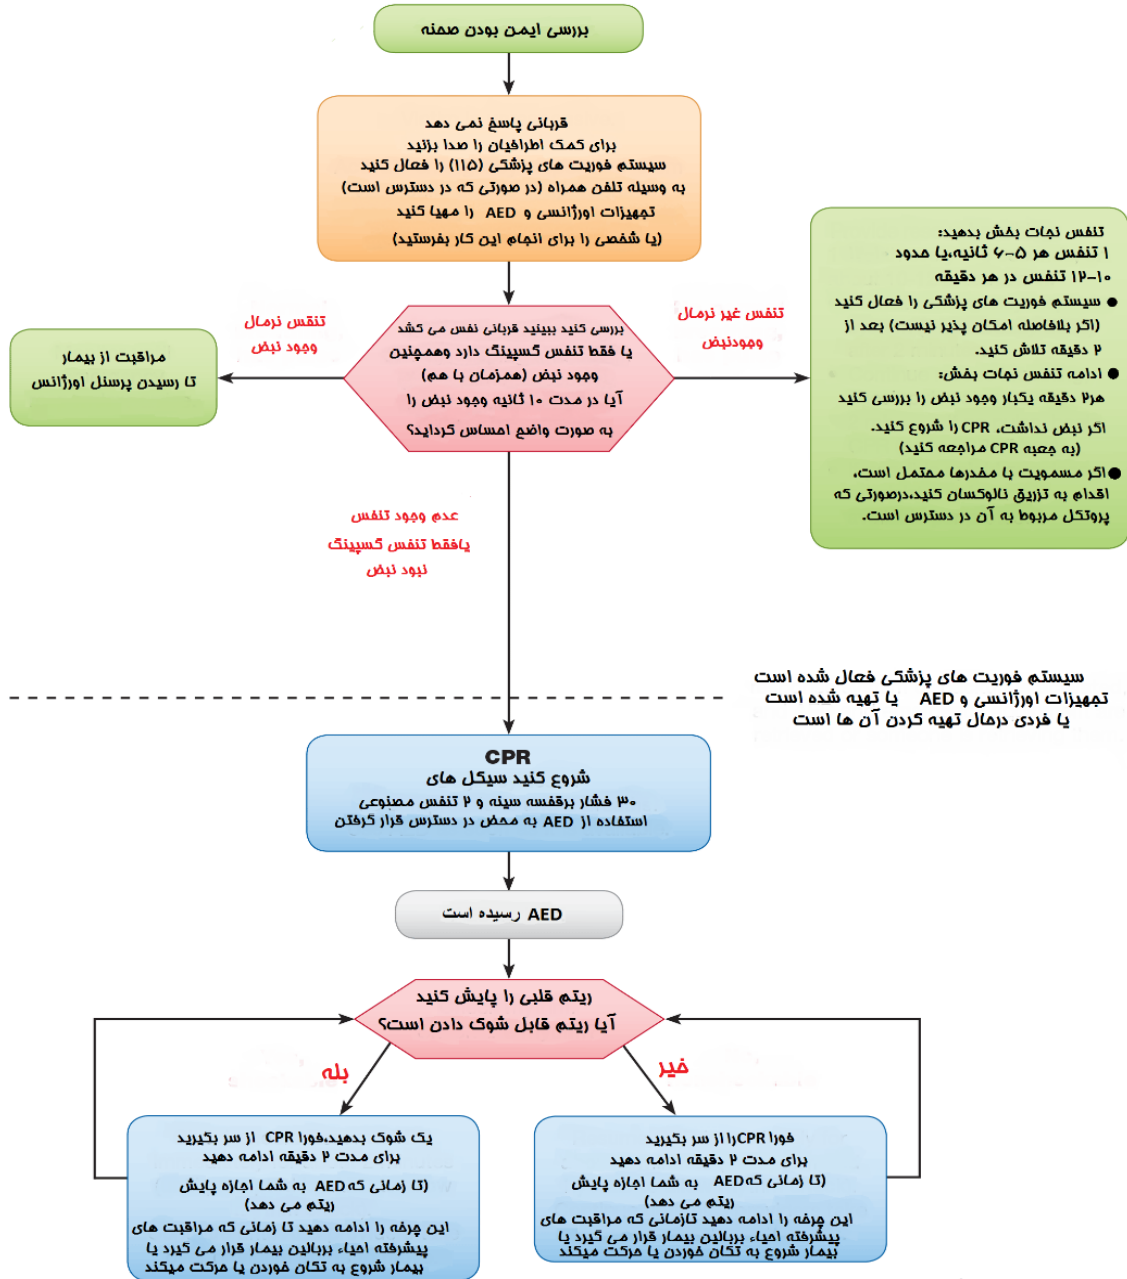 بررسی ایمن بودن صحنه
قربانی پاسخ نمی دهد
برای کمک اطرافیان را صدا بزنید
سیستم فوریت های پزشکی (۱۱۵) را فعال کنید
به وسیله تلفن همراه (در صورتی که در دسترس است)
تجهیزات اورژانسی و AED را مهیا کنید
(یا شخصی را برای انجام این کار بفرستید)
تنفس نجات بخش بدهید:
۱ تنفس هر ۵-۶ ثانیه،یا حدود
۱۰-۱۲ تنفس در هر دقیقه
● سیستم فوریت های پزشکی را فعال کنید
(اگر بلافاصله امکان پذیر نیست) بعد از
۲ دقیقه تلاش کنید.
● ادامه تنفس نجات بخش:
هر۲ دقیقه یکبار وجود نبض را بررسی کنید
اگر نبض نداشت، CPR را شروع کنید.
(به جعبه CPR مراجعه کنید)
● اگر مسمویت با مخدرها محتمل است،
اقدام به تزریق نالوکسان کنید،درصورتی که
پروتکل مربوط به آن در دسترس است.
تنفس غیر نرمال
وجودنبض
بررسی کنید ببینید قربانی نفس می کشد
یا فقط تنفس گسپینگ دارد وهمچنین
وجود نبض (همزمان با هم)
آیا در مدت ۱۰ ثانیه وجود نبض را
به صورت واضح احساس کرداید؟
تنقس نرمال
وجود نبض
مراقبت از بیمار
تا رسیدن پرسنل اورژانس
عدم وجود تنفس
یافقط تنفس گسپینگ
نبود نبض
سیستم فوریت های پزشکی فعال شده است
تجهیزات اورژانسی و AED یا تهیه شده است
یا فردی درحال تهیه کردن آن ها است
CPR
شروع کنید سیکل های
۳۰ فشار برقفسه سینه و ۲ تنفس مصنوعی
استفاده از AED به محض در دسترس قرار گرفتن
AED رسیده است
ریتم قلبی را پایش کنید
آیا ریتم قابل شوک دادن است؟
خیر
بله
فورا CPRرا از سر بگیرید
برای مدت ۲ دقیقه ادامه دهید
(تا زمانی که AED به شما اجازه پایش
ریتم می دهد)
این چرخه را ادامه دهید تازمانی که مراقبت های
پیشرفته احیاء بربالین بیمار قرار می گیرد یا
بیمار شروع به تکان خوردن یا حرکت میکند
یک شوک بدهید،فورا CPR از سر بگیرید
برای مدت ۲ دقیقه ادامه دهید
(تا زمانی که AED به شما اجازه پایش
ریتم می دهد)
این چرخه را ادامه دهید تا زمانی که مراقبت های
پیشرفته احیاء بربالین بیمار قرار می گیرد یا
بیمار شروع به تکان خوردن یا حرکت میکند